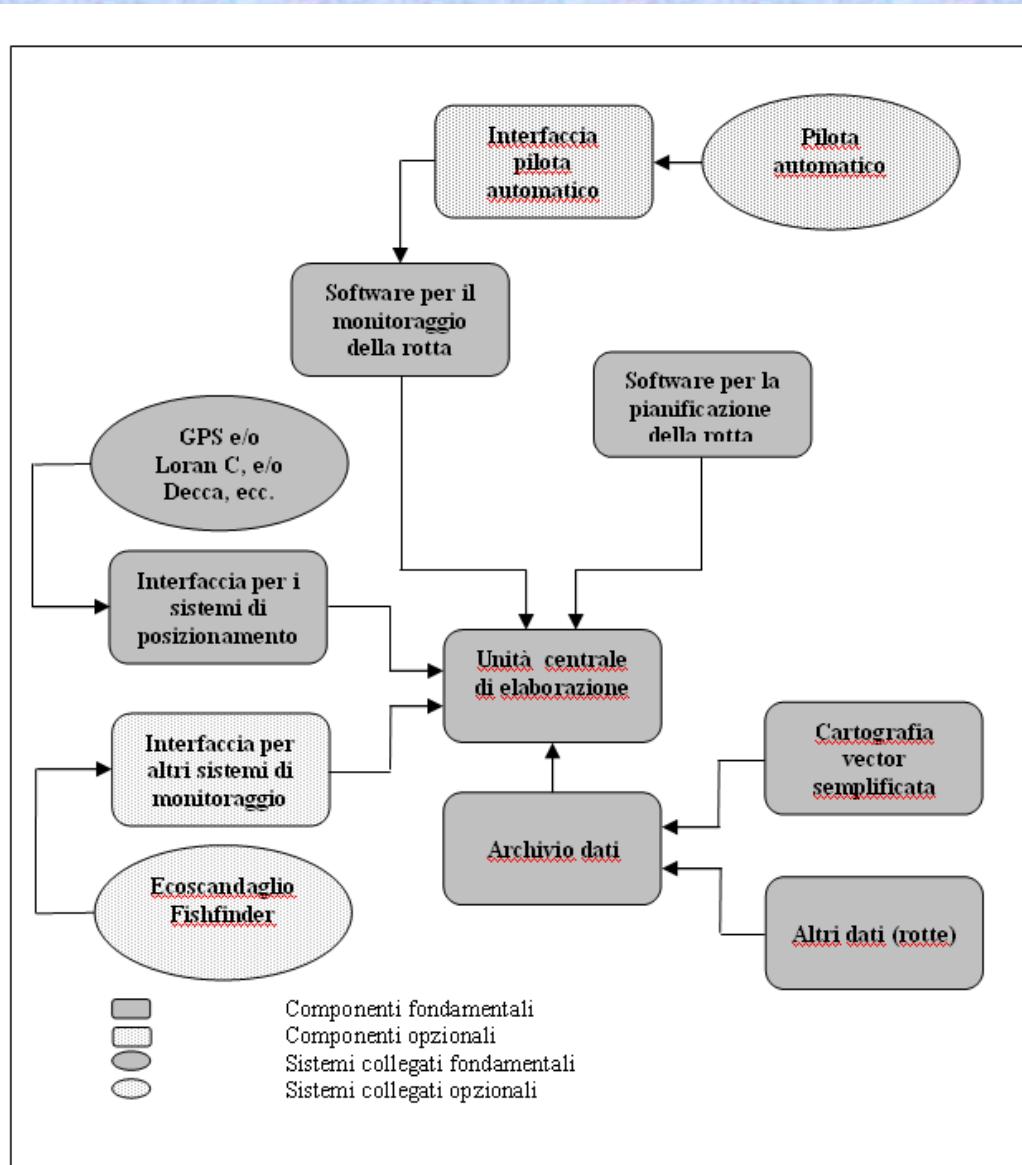 Interfaccia
pilota
automatico
Pilota
automatico
Software per il
monitoraggio
della rotta
Software per la
pianificazione
della rotta
GPS e/o
Loran C, e/o
Decca, ecc.
Interfaccia per i
sistemi di
posizionamento
Unità centrale
di elaborazione
Interfaccia per
altri sistemi di
monitoraggio
Cartografia
vector
semplificata
Archivio dati
Ecoscandaglio
Fishfinder
Altri dati (rotte)
Componenti fondamentali
Componenti opzionali
Sistemi collegati fondamentali
Sistemi collegati opzionali